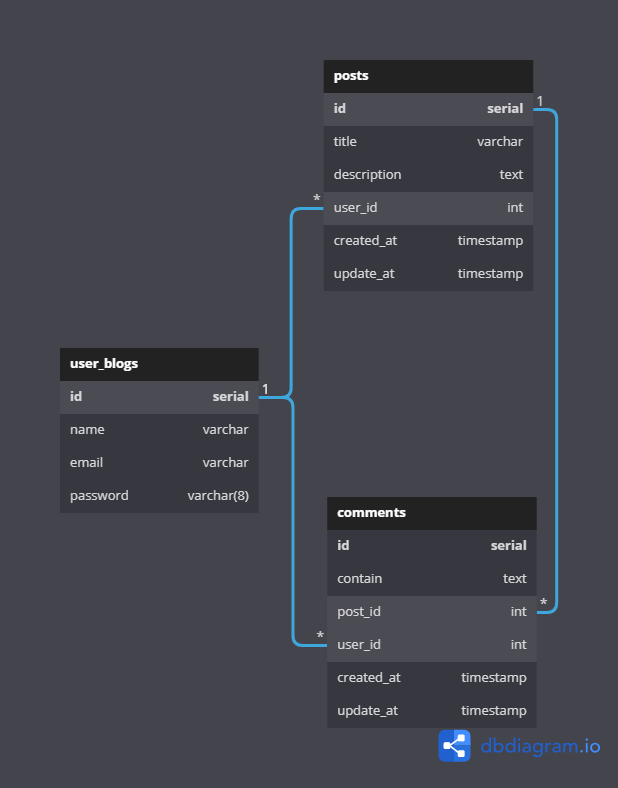 posts
id serial
title varchar
description text
user_id int
created_at timestamp
update_at timestamp
1
*
user_blogs
id serial
name varchar
email varchar
password varchar(8)
1
*
comments
id serial
contain text
post_id int
user_id int
created_at timestamp
update_at timestamp
*
dbdiagram.io